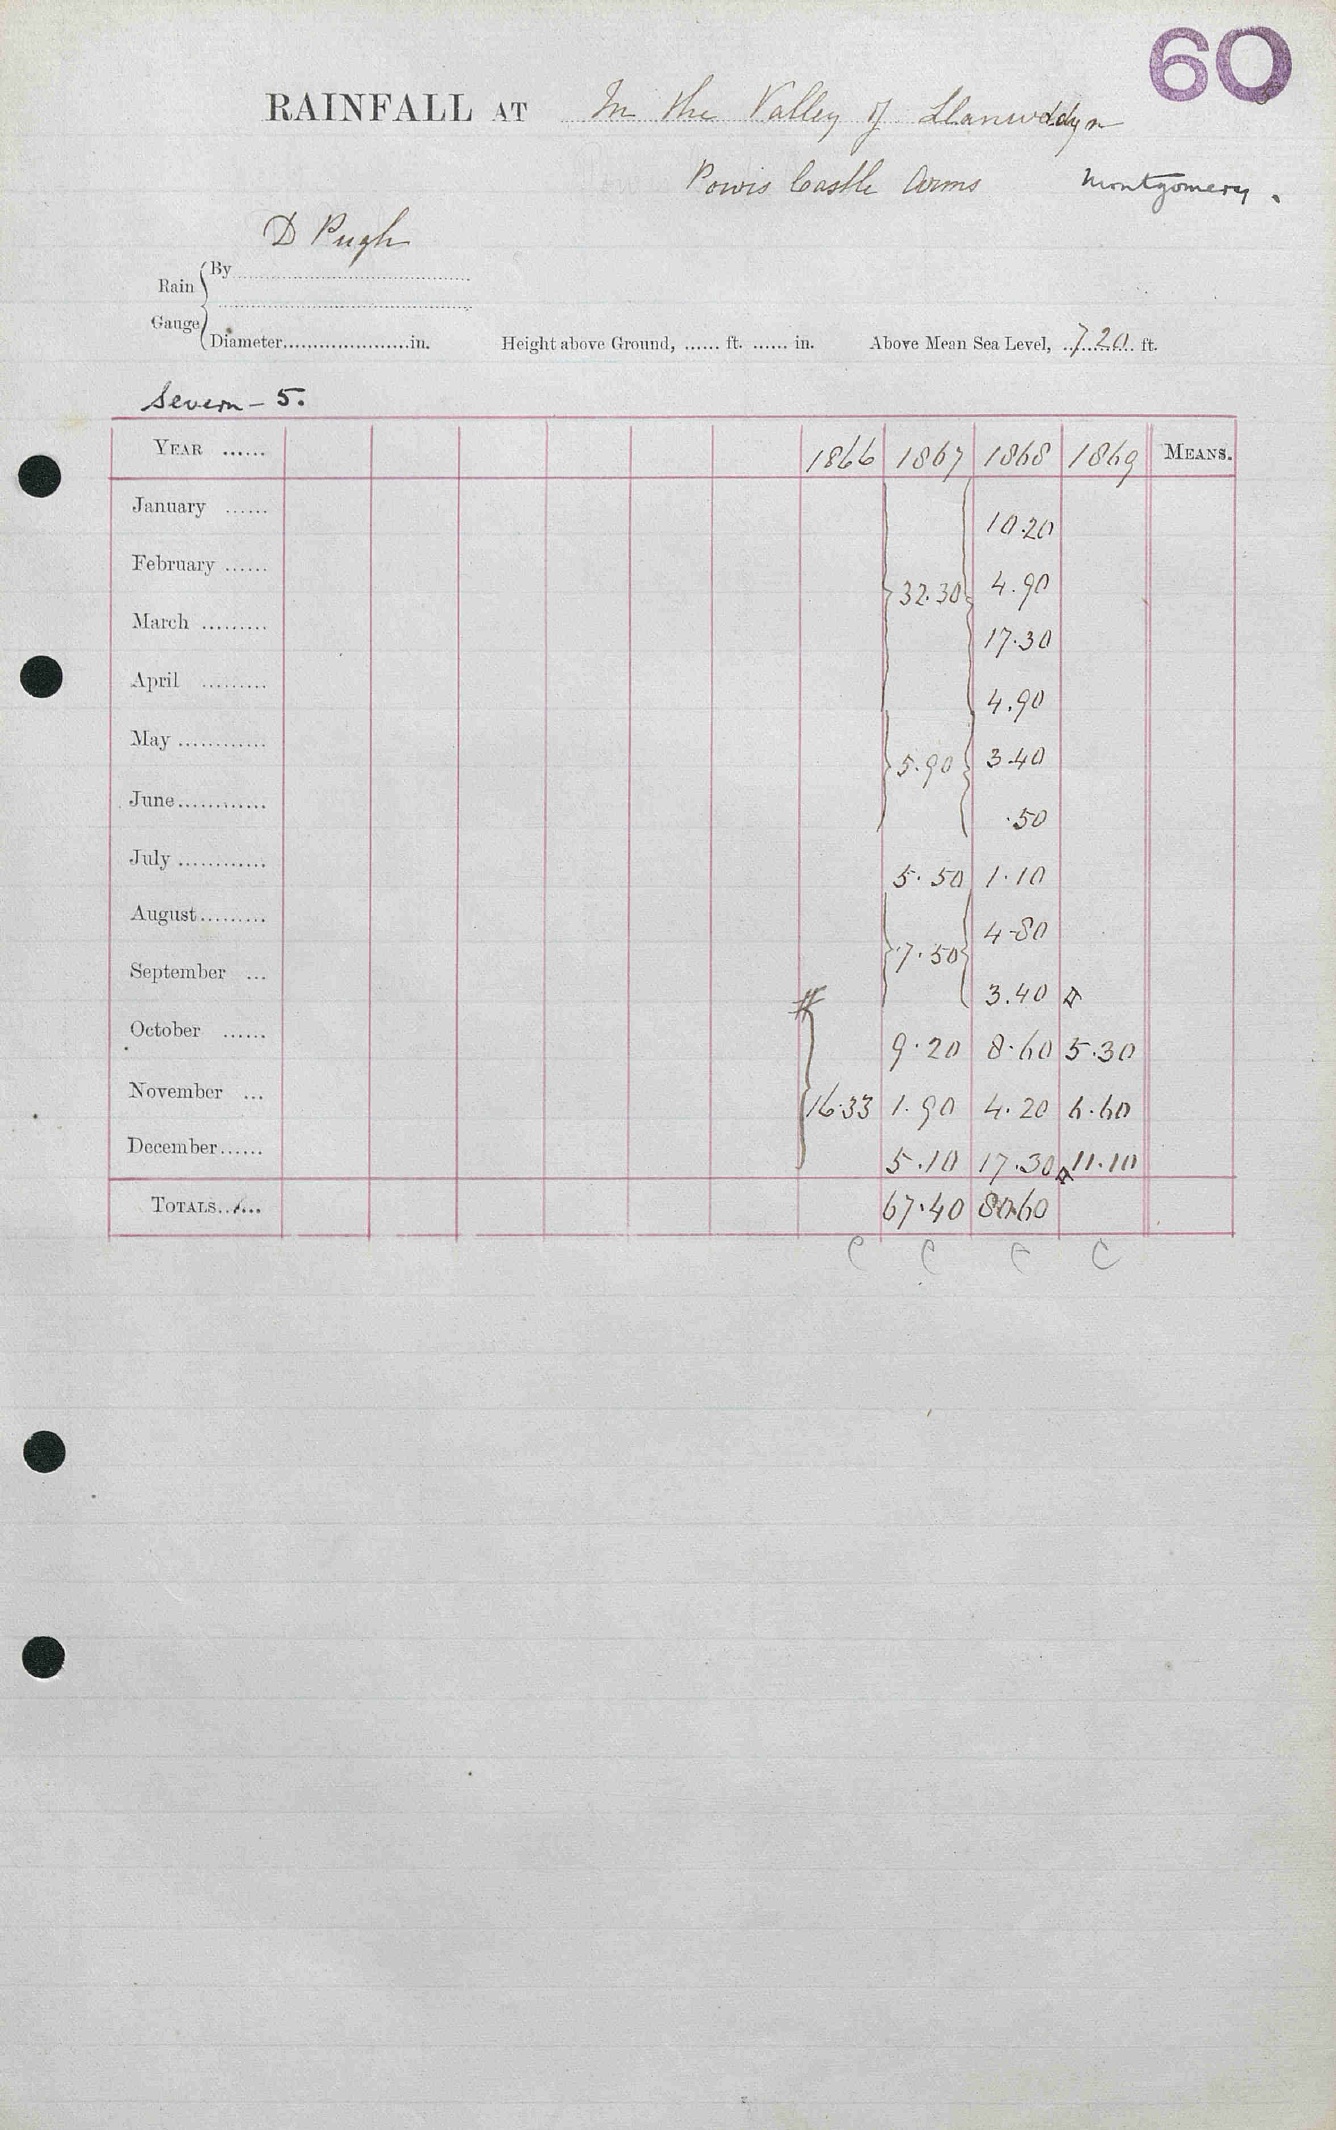 60
RAINFALL AT In the Valley of Llanwddyn
Powis Castle Arms Montgomery.
D Pugh
Rain Gauge By
Diameter.....................in. Height above Ground, ...... ft. ...... in. Above Mean Sea Level, 720 ft.
Severn - 5.
YEAR ...... 1866 1867 1868 1869 MEANS.
January ...... 10.20
February ...... 32.30 4.90
March ......... 17.30
April ......... 4.90
May ............ 5.90 3.40
June............ .50
July ............ 5.50 1.10
August......... 4.80
September ... 7.50 3.40
October ...... 9.20 8.60 5.30
November ... 16.33 1.90 4.20 6.60
December...... 5.10 17.30 11.10
TOTALS...... 67.40 80.60
C C C C